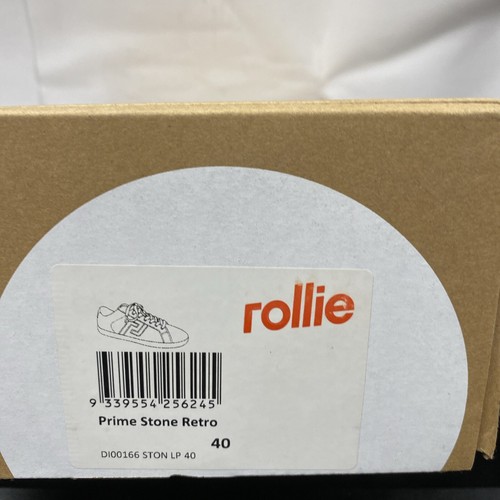 rollie
9 339554 256245
Prime Stone Retro
40
DI00166 STON LP 40